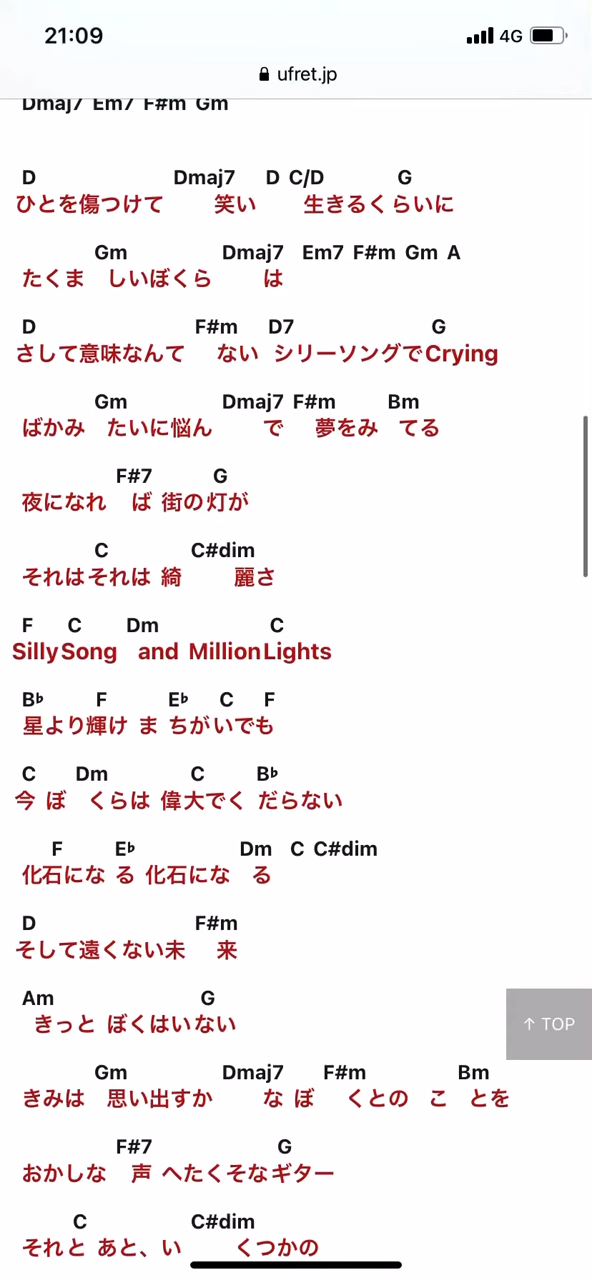 21:09 4G
ufret.jp
Dmaj7 Em7 F#m Gm
D Dmaj7 D C/D G
ひとを傷つけて 笑い 生きるくらいに
Gm Dmaj7 Em7 F#m Gm A
たくま しいぼくら は
D F#m D7 G
さして意味なんて ない シリーソングでCrying
Gm Dmaj7 F#m Bm
ばかみ たいに悩ん で 夢をみ てる
F#7 G
夜になれ ば 街の灯が
C C#dim
それはそれは 綺 麗さ
F C Dm C
Silly Song and Million Lights
B♭ F E♭ C F
星より輝け ま ちがいでも
C Dm C B♭
今 ぼ くらは 偉大でく だらない
F E♭ Dm C C#dim
化石にな る 化石にな る
D F#m
そして遠くない未 来
Am G
きっと ぼくはいない
↑ TOP
Gm Dmaj7 F#m Bm
きみは 思い出すか な ぼ くとの こ とを
F#7 G
おかしな 声 へたくそなギター
C C#dim
それと あと、い くつかの